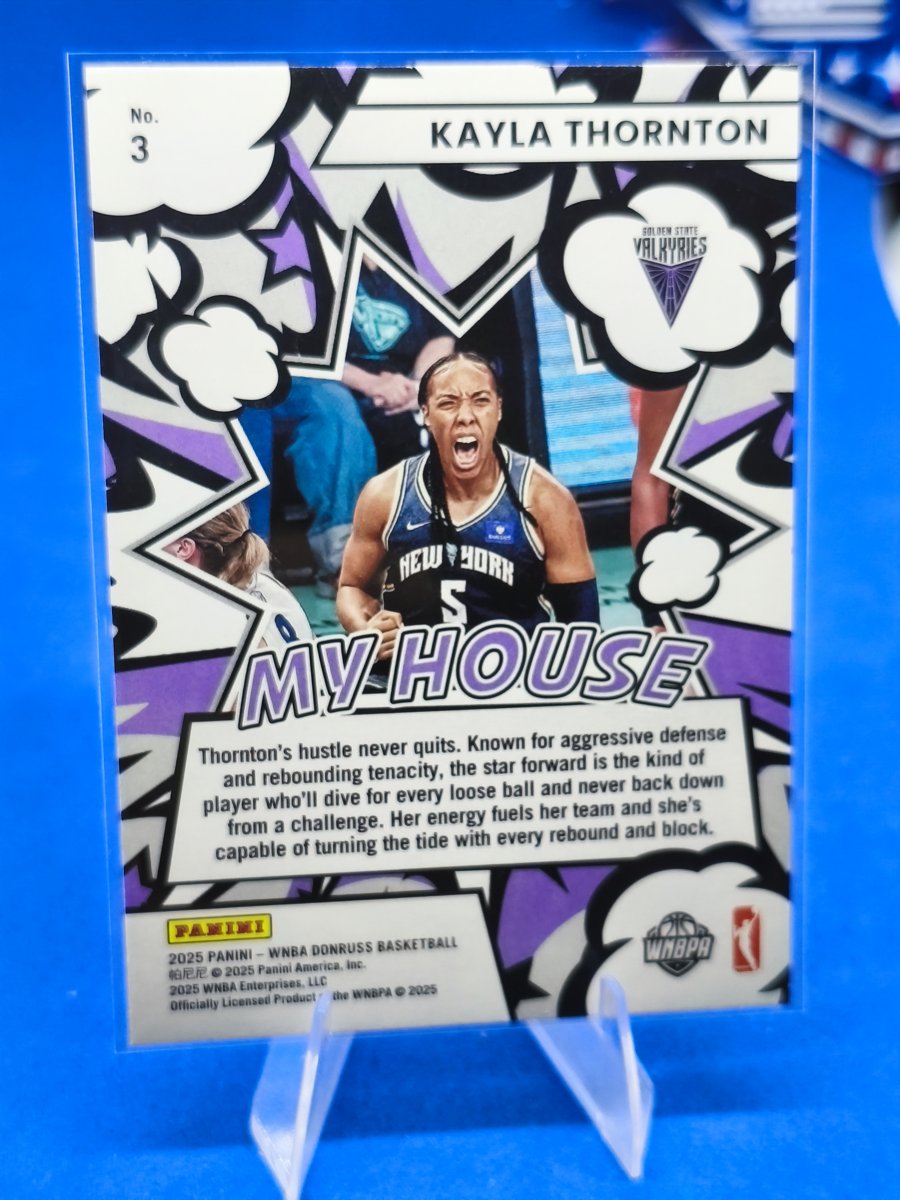 No.
3
KAYLA THORNTON
GOLDEN STATE
VALKYRIES
NEW YORK
5
MY HOUSE
Thornton's hustle never quits. Known for aggressive defense
and rebounding tenacity, the star forward is the kind of
player who'll dive for every loose ball and never back down
from a challenge. Her energy fuels her team and she's
capable of turning the tide with every rebound and block.
PANINI
2025 PANINI – WNBA DONRUSS BASKETBALL
帕尼尼 © 2025 Panini America, Inc.
2025 WNBA Enterprises, LLC
Officially Licensed Product of the WNBPA © 2025
WNBPA